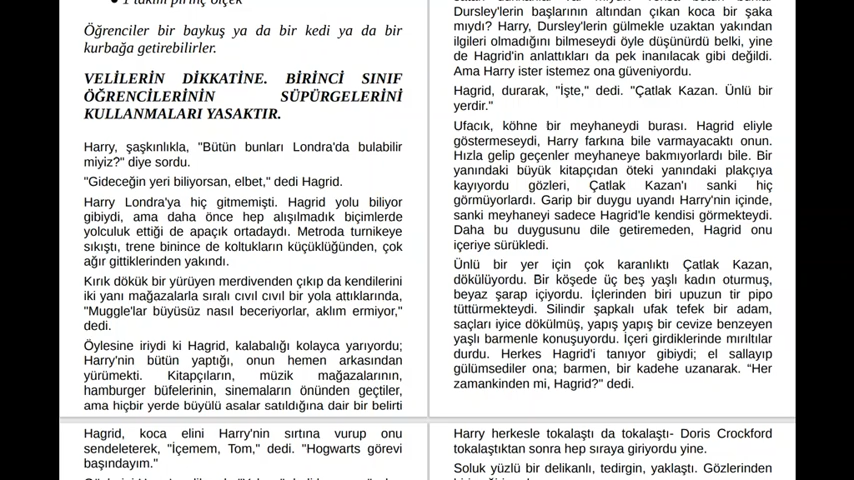 ● 1 takım pirinç ölçek
Öğrenciler bir baykuş ya da bir kedi ya da bir
kurbağa getirebilirler.
VELİLERİN DİKKATİNE. BİRİNCİ SINIF
ÖĞRENCİLERİNİN SÜPÜRGELERİNİ
KULLANMALARI YASAKTIR.
Harry, şaşkınlıkla, "Bütün bunları Londra'da bulabilir
miyiz?" diye sordu.
"Gideceğin yeri biliyorsan, elbet," dedi Hagrid.
Harry Londra'ya hiç gitmemişti. Hagrid yolu biliyor
gibiydi, ama daha önce hep alışılmadık biçimlerde
yolculuk ettiği de apaçık ortadaydı. Metroda turnikeye
sıkıştı, trene binince de koltukların küçüklüğünden, çok
ağır gittiklerinden yakındı.
Kırık dökük bir yürüyen merdivenden çıkıp da kendilerini
iki yanı mağazalarla sıralı cıvıl cıvıl bir yola attıklarında,
"Muggle'lar büyüsüz nasıl beceriyorlar, aklım ermiyor,"
dedi.
Öylesine iriydi ki Hagrid, kalabalığı kolayca yarıyordu;
Harry'nin bütün yaptığı, onun hemen arkasından
yürümekti. Kitapçıların, müzik mağazalarının,
hamburger büfelerinin, sinemaların önünden geçtiler,
ama hiçbir yerde büyülü asalar satıldığına dair bir belirti
Dursley'lerin başlarının altından çıkan koca bir şaka
mıydı? Harry, Dursley'lerin gülmekle uzaktan yakından
ilgileri olmadığını bilmeseydi öyle düşünürdü belki, yine
de Hagrid'in anlattıkları da pek inanılacak gibi değildi.
Ama Harry ister istemez ona güveniyordu.
Hagrid, durarak, "İşte," dedi. "Çatlak Kazan. Ünlü bir
yerdir."
Ufacık, köhne bir meyhaneydi burası. Hagrid eliyle
göstermeseydi, Harry farkına bile varmayacaktı onun.
Hızla gelip geçenler meyhaneye bakmıyorlardı bile. Bir
yanındaki büyük kitapçıdan öteki yanındaki plakçıya
kayıyordu gözleri, Çatlak Kazan'ı sanki hiç
görmüyorlardı. Garip bir duygu uyandı Harry'nin içinde,
sanki meyhaneyi sadece Hagrid'le kendisi görmekteydi.
Daha bu duygusunu dile getiremeden, Hagrid onu
içeriye sürükledi.
Ünlü bir yer için çok karanlıktı Çatlak Kazan,
dökülüyordu. Bir köşede üç beş yaşlı kadın oturmuş,
beyaz şarap içiyordu. İçlerinden biri upuzun tir pipo
tüttürmekteydi. Silindir şapkalı ufak tefek bir adam,
saçları iyice dökülmüş, yapış yapış bir cevize benzeyen
yaşlı barmenle konuşuyordu. İçeri girdiklerinde mırıltılar
durdu. Herkes Hagrid'i tanıyor gibiydi; el sallayıp
gülümsediler ona; barmen, bir kadehe uzanarak. "Her
zamankinden mi, Hagrid?" dedi.
Hagrid, koca elini Harry'nin sırtına vurup onu
sendeleterek, "İçemem, Tom," dedi. "Hogwarts görevi
başındayım."
Harry herkesle tokalaştı da tokalaştı- Doris Crockford
tokalaştıktan sonra hep sıraya giriyordu yine.
Soluk yüzlü bir delikanlı, tedirgin, yaklaştı. Gözlerinden